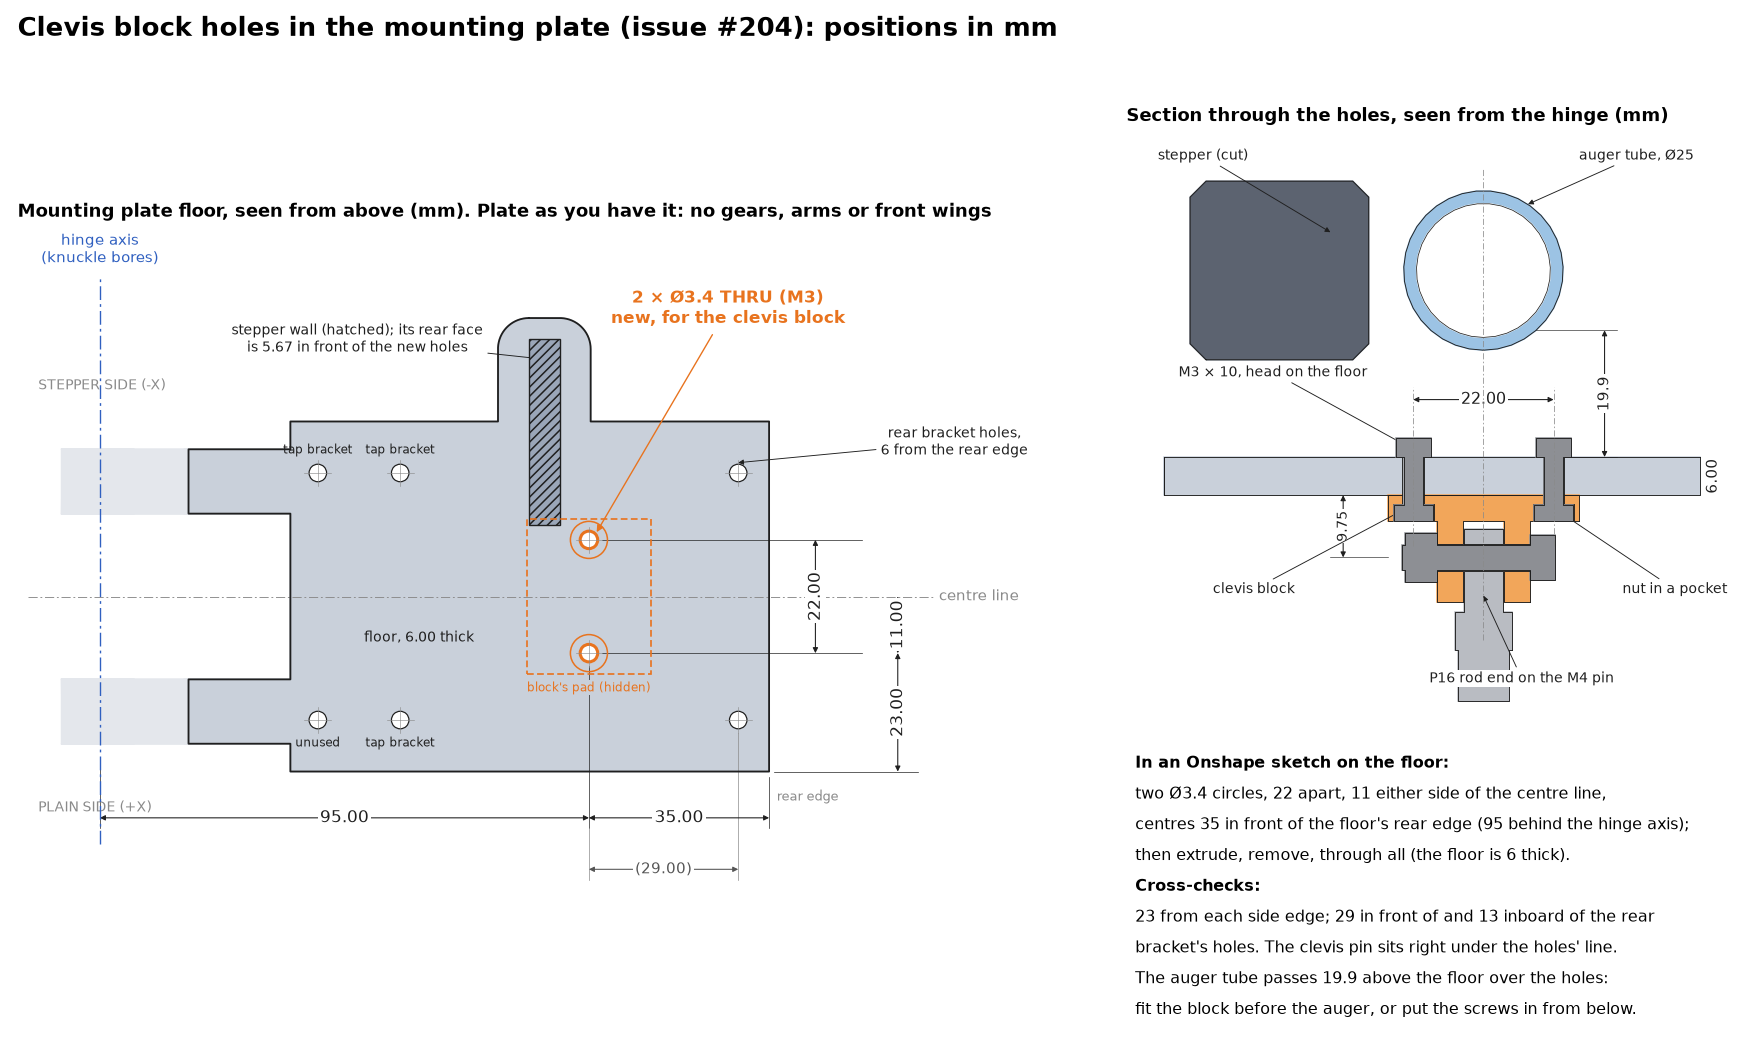 Clevis block holes in the mounting plate (issue #204): positions in mm
Mounting plate floor, seen from above (mm). Plate as you have it: no gears, arms or front wings
hinge axis
(knuckle bores)
2 × Ø3.4 THRU (M3)
new, for the clevis block
stepper wall (hatched); its rear face
is 5.67 in front of the new holes
STEPPER SIDE (-X)
tap bracket
tap bracket
rear bracket holes,
6 from the rear edge
22.00
11.00
centre line
floor, 6.00 thick
block's pad (hidden)
23.00
unused
tap bracket
rear edge
PLAIN SIDE (+X)
95.00
35.00
(29.00)
Section through the holes, seen from the hinge (mm)
stepper (cut)
auger tube, Ø25
M3 × 10, head on the floor
22.00
19.9
6.00
9.75
clevis block
nut in a pocket
P16 rod end on the M4 pin
In an Onshape sketch on the floor:
two Ø3.4 circles, 22 apart, 11 either side of the centre line,
centres 35 in front of the floor's rear edge (95 behind the hinge axis);
then extrude, remove, through all (the floor is 6 thick).
Cross-checks:
23 from each side edge; 29 in front of and 13 inboard of the rear
bracket's holes. The clevis pin sits right under the holes' line.
The auger tube passes 19.9 above the floor over the holes:
fit the block before the auger, or put the screws in from below.